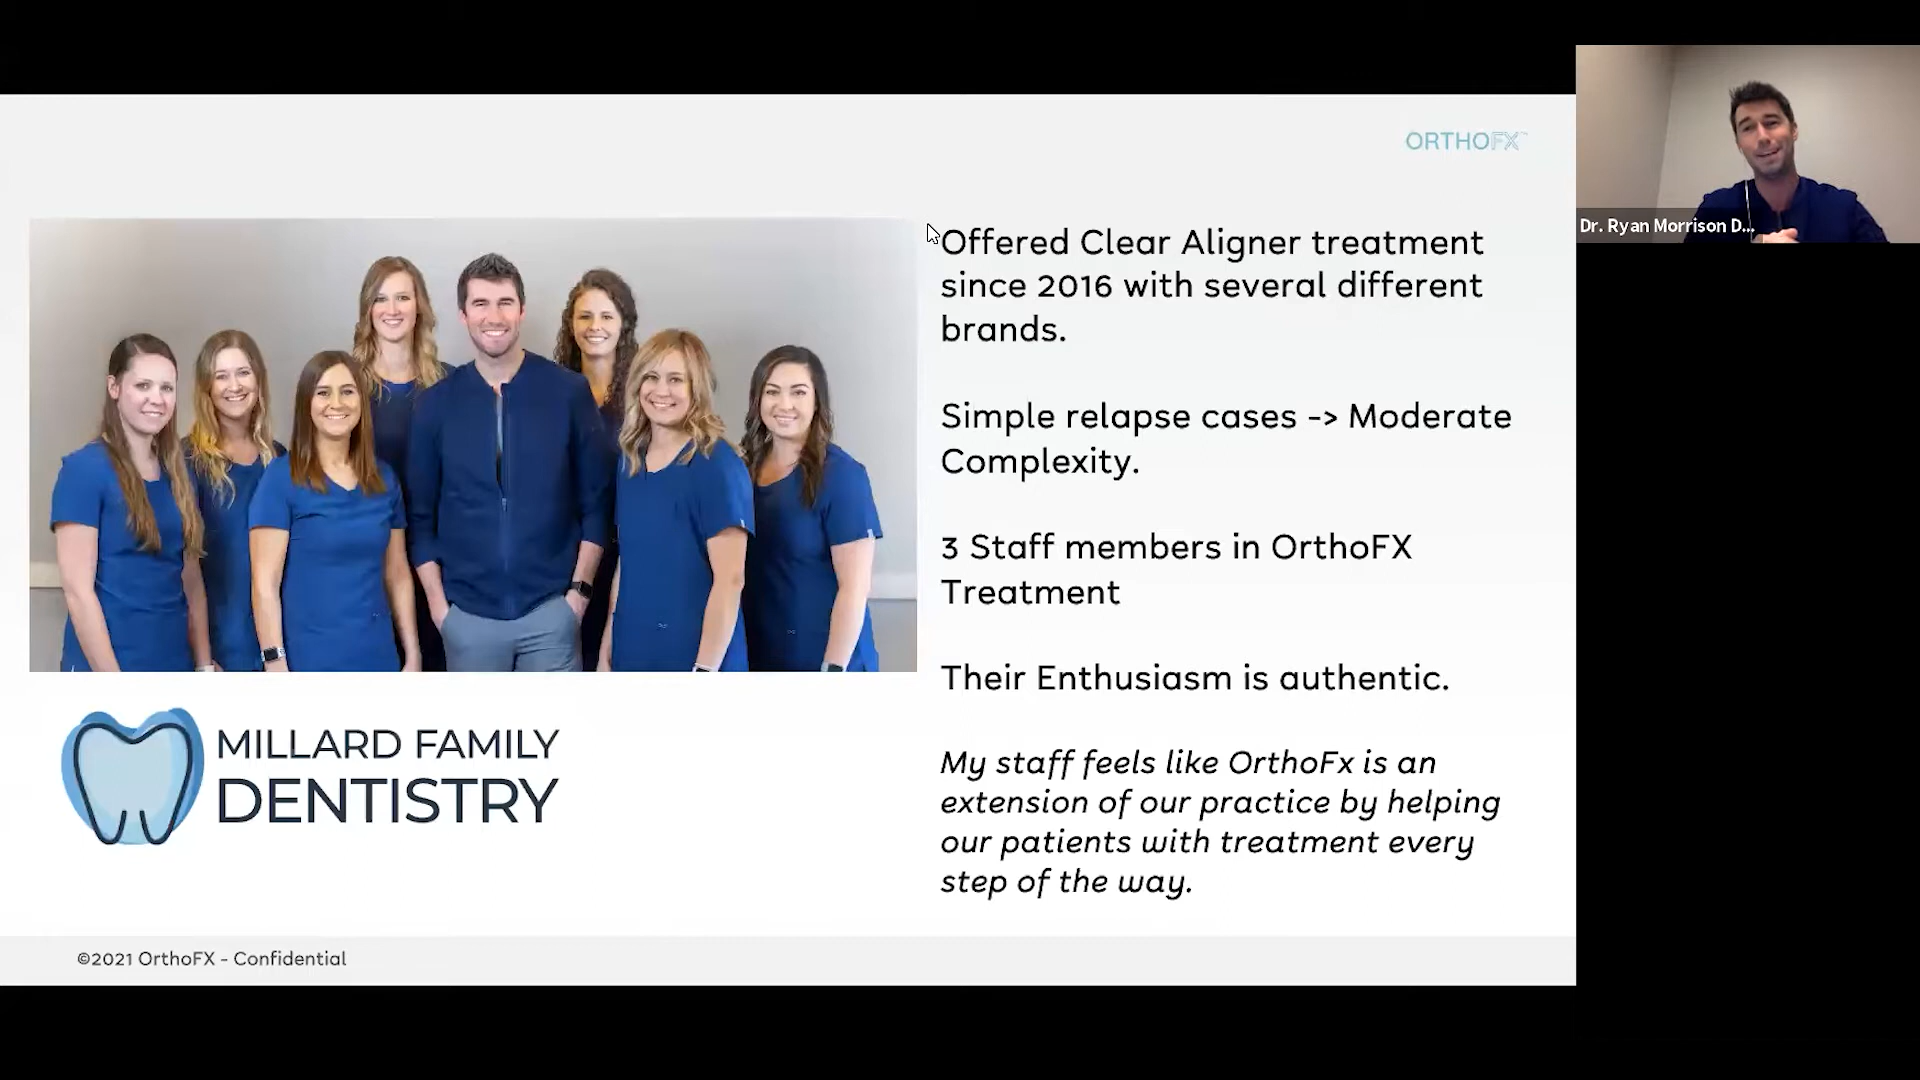 ORTHOFX™
Dr. Ryan Morrison D...
Offered Clear Aligner treatment
since 2016 with several different
brands.
Simple relapse cases -> Moderate
Complexity.
3 Staff members in OrthoFX
Treatment
Their Enthusiasm is authentic.
My staff feels like OrthoFx is an
extension of our practice by helping
our patients with treatment every
step of the way.
MILLARD FAMILY
DENTISTRY
©2021 OrthoFX - Confidential